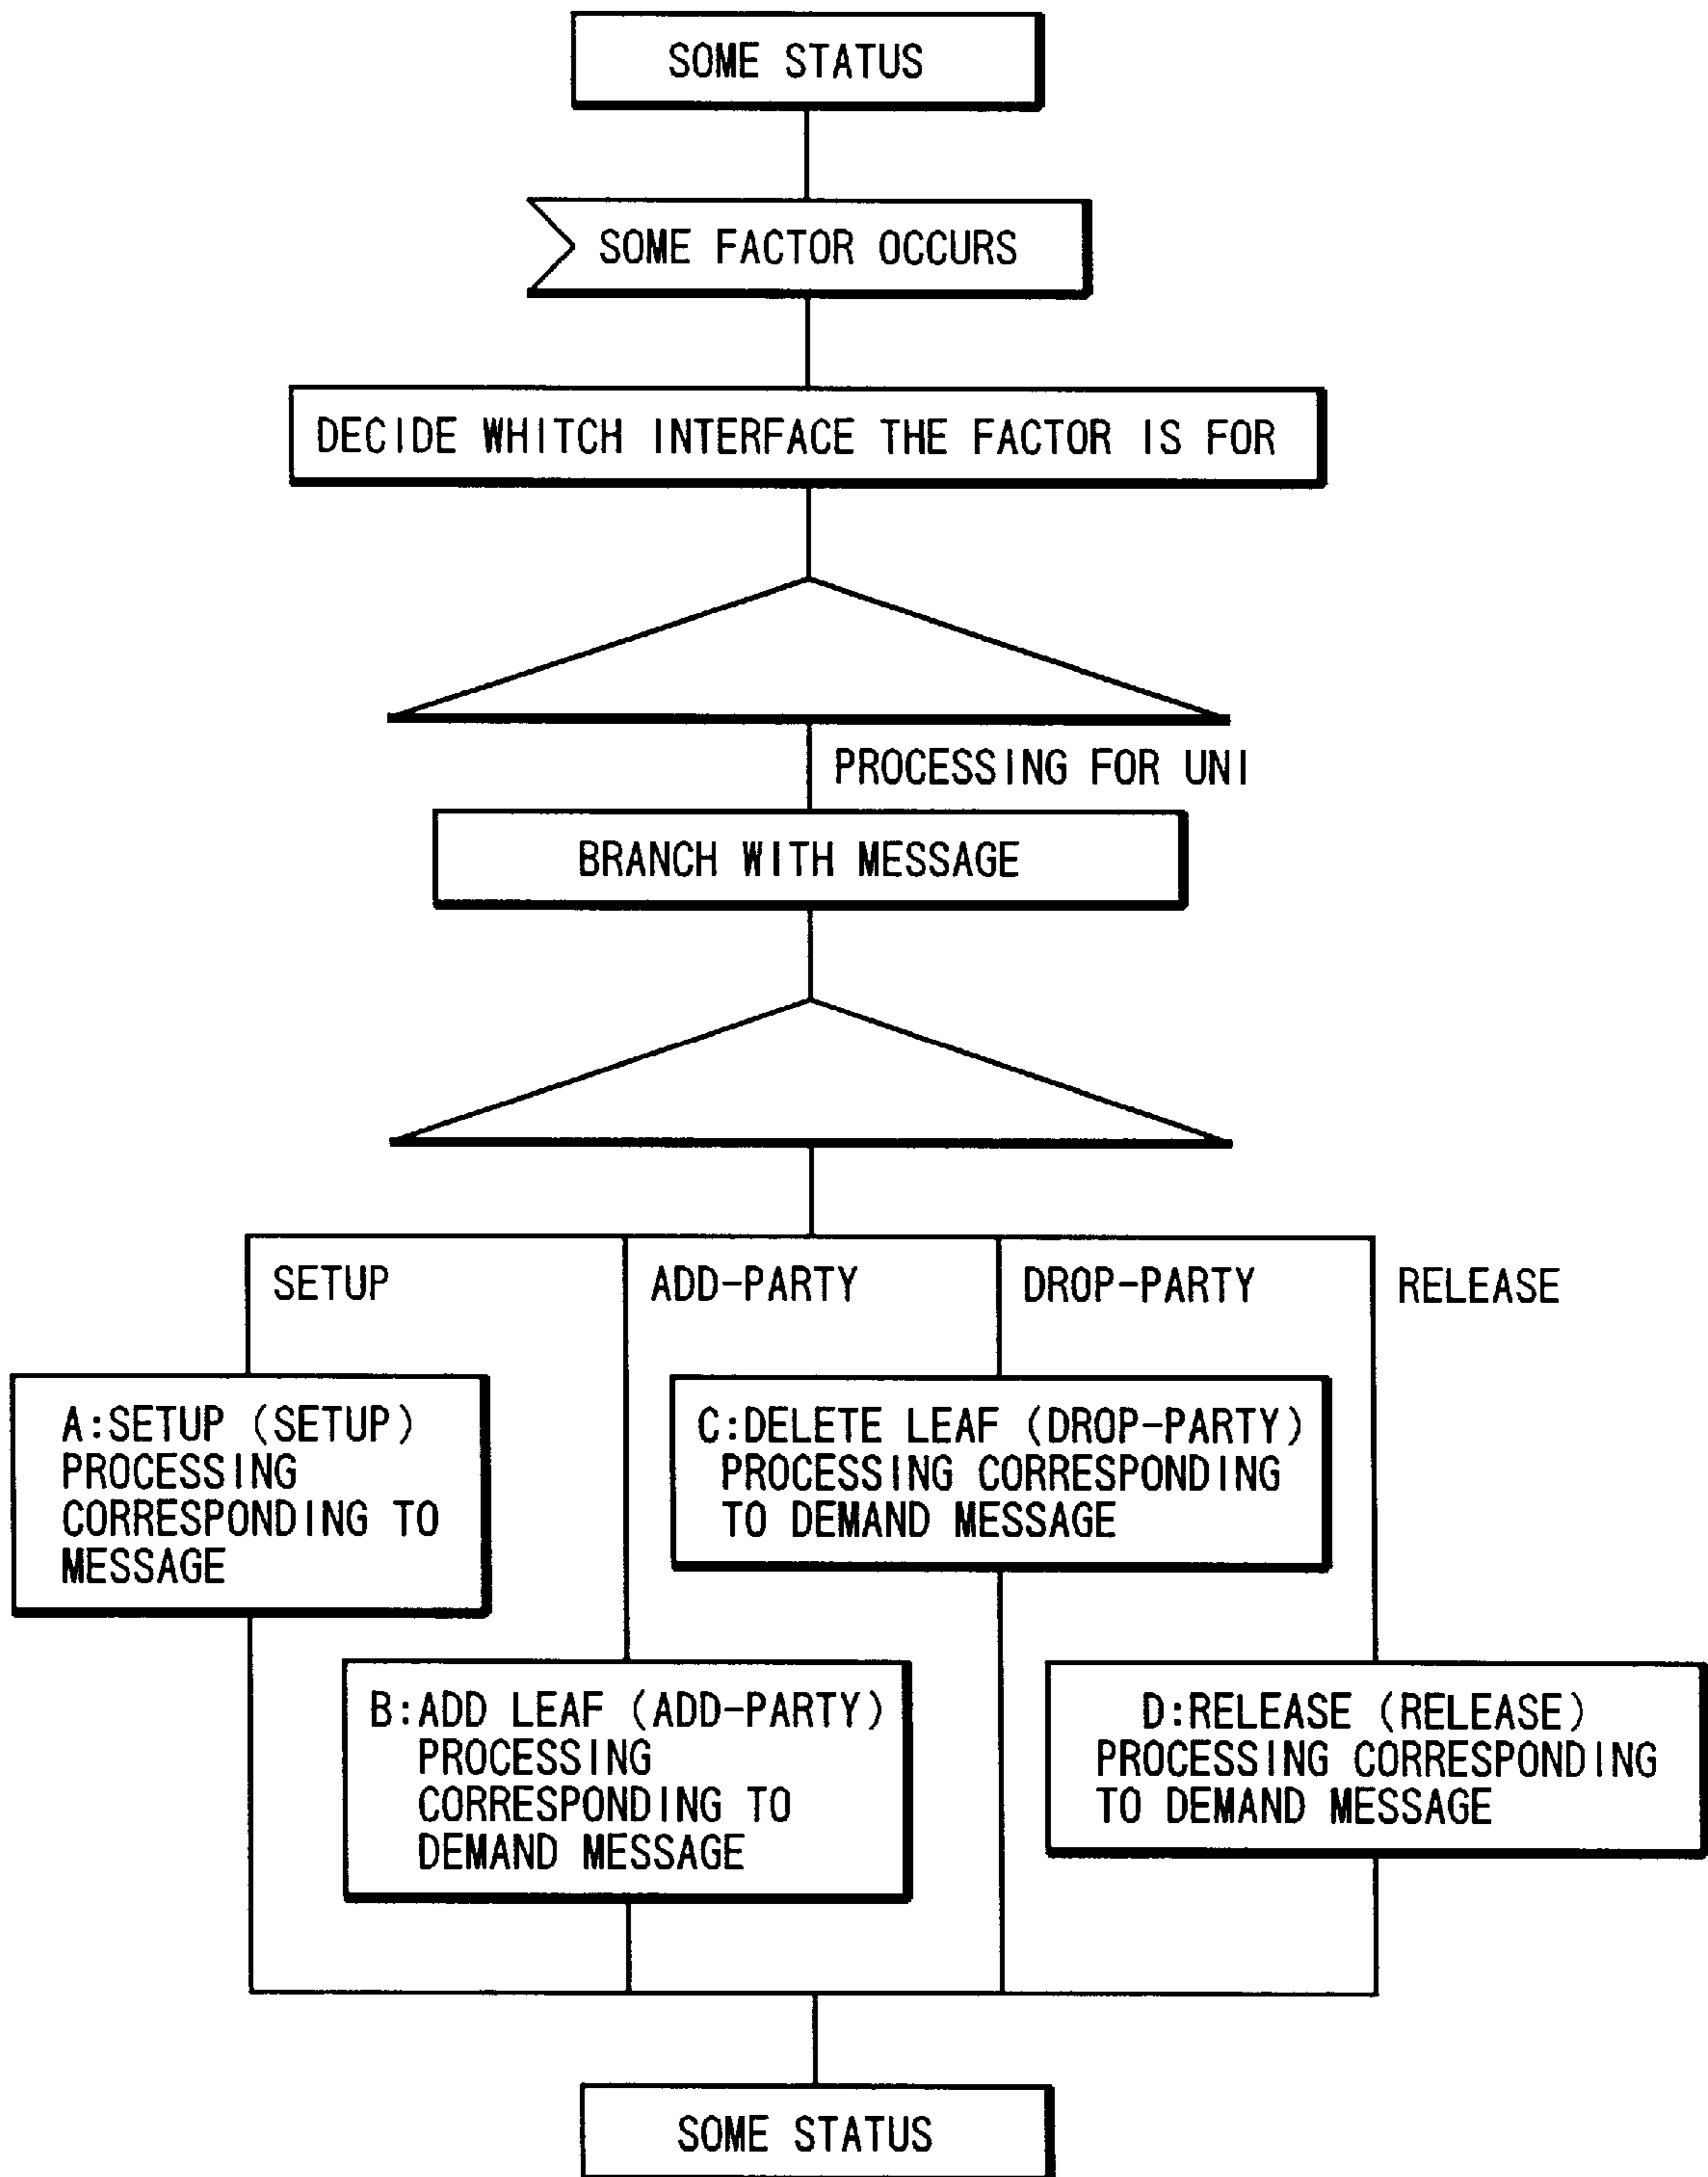 SOME STATUS
SOME FACTOR OCCURS
DECIDE WHITCH INTERFACE THE FACTOR IS FOR
PROCESSING FOR UNI
BRANCH WITH MESSAGE
SETUP
ADD-PARTY
DROP-PARTY
RELEASE
A:SETUP (SETUP)
PROCESSING
CORRESPONDING TO
MESSAGE
C:DELETE LEAF (DROP-PARTY)
PROCESSING CORRESPONDING
TO DEMAND MESSAGE
B:ADD LEAF (ADD-PARTY)
PROCESSING
CORRESPONDING TO
DEMAND MESSAGE
D:RELEASE (RELEASE)
PROCESSING CORRESPONDING
TO DEMAND MESSAGE
SOME STATUS